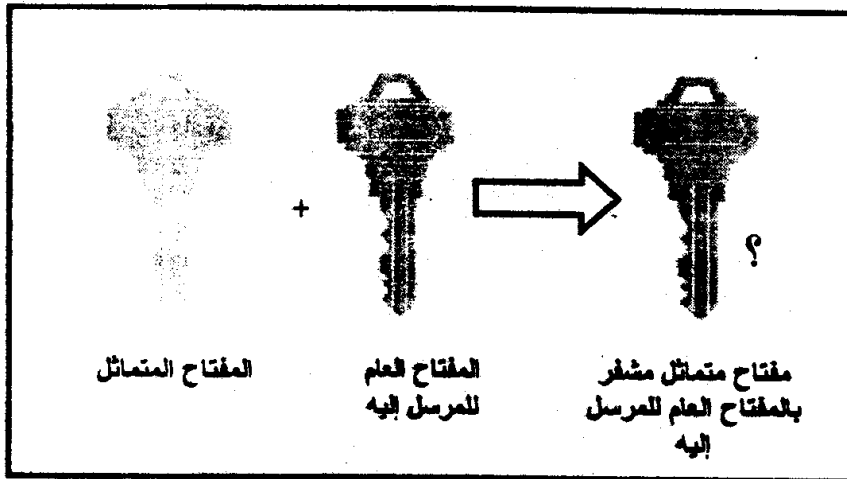 +
؟
المفتاح المتماثل
المفتاح العام
للمرسل إليه
مفتاح متماثل مشفر
بالمفتاح العام للمرسل
إليه